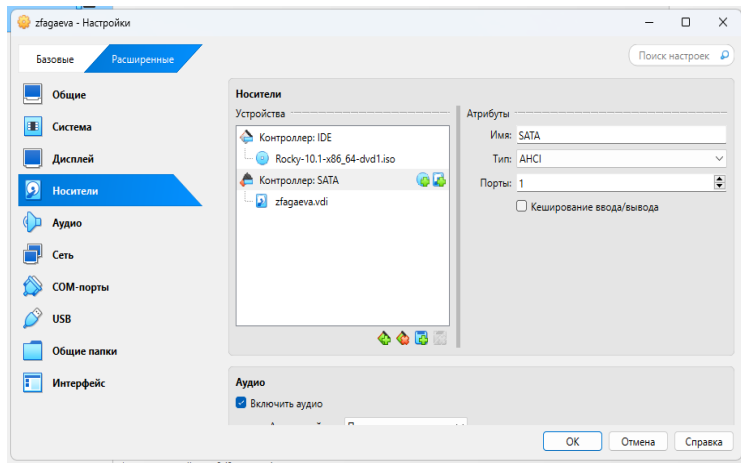 zfagaeva - Настройки
Базовые Расширенные Поиск настроек
Общие
Система
Дисплей
Носители
Аудио
Сеть
COM-порты
USB
Общие папки
Интерфейс
Носители
Устройства
Контроллер: IDE
Rocky-10.1-x86_64-dvd1.iso
Контроллер: SATA
zfagaeva.vdi
Атрибуты
Имя: SATA
Тип: AHCI
Порты: 1
Кеширование ввода/вывода
Аудио
Включить аудио
OK Отмена Справка